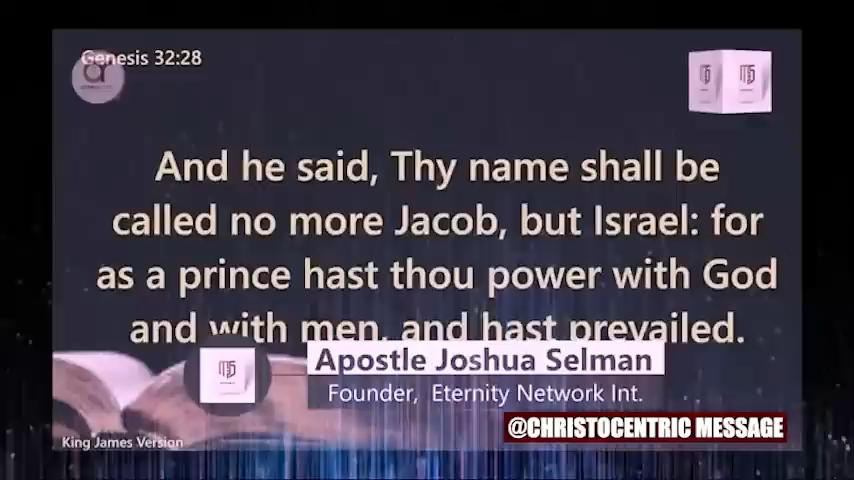 Genesis 32:28
And he said, Thy name shall be
called no more Jacob, but Israel: for
as a prince hast thou power with God
and with men, and hast prevailed.
Apostle Joshua Selman
Founder, Eternity Network Int.
@CHRISTOCENTRIC MESSAGE
King James Version